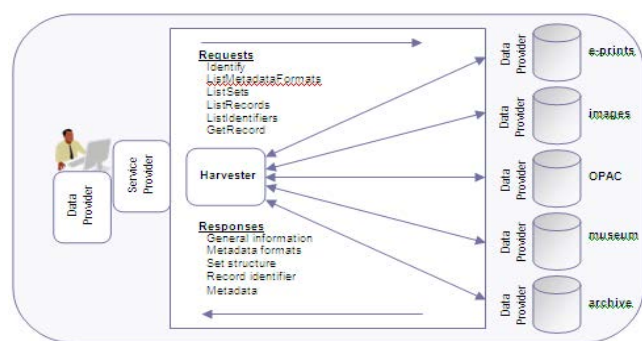 Requests
Identify
ListMetadataFormats
ListSets
ListRecords
ListIdentifiers
GetRecord
Data
Provider
Service
Provider
Harvester
Responses
General information
Metadata formats
Set structure
Record identifier
Metadata
Data
Provider
e-prints
Data
Provider
images
Data
Provider
OPAC
Data
Provider
museum
Data
Provider
archive